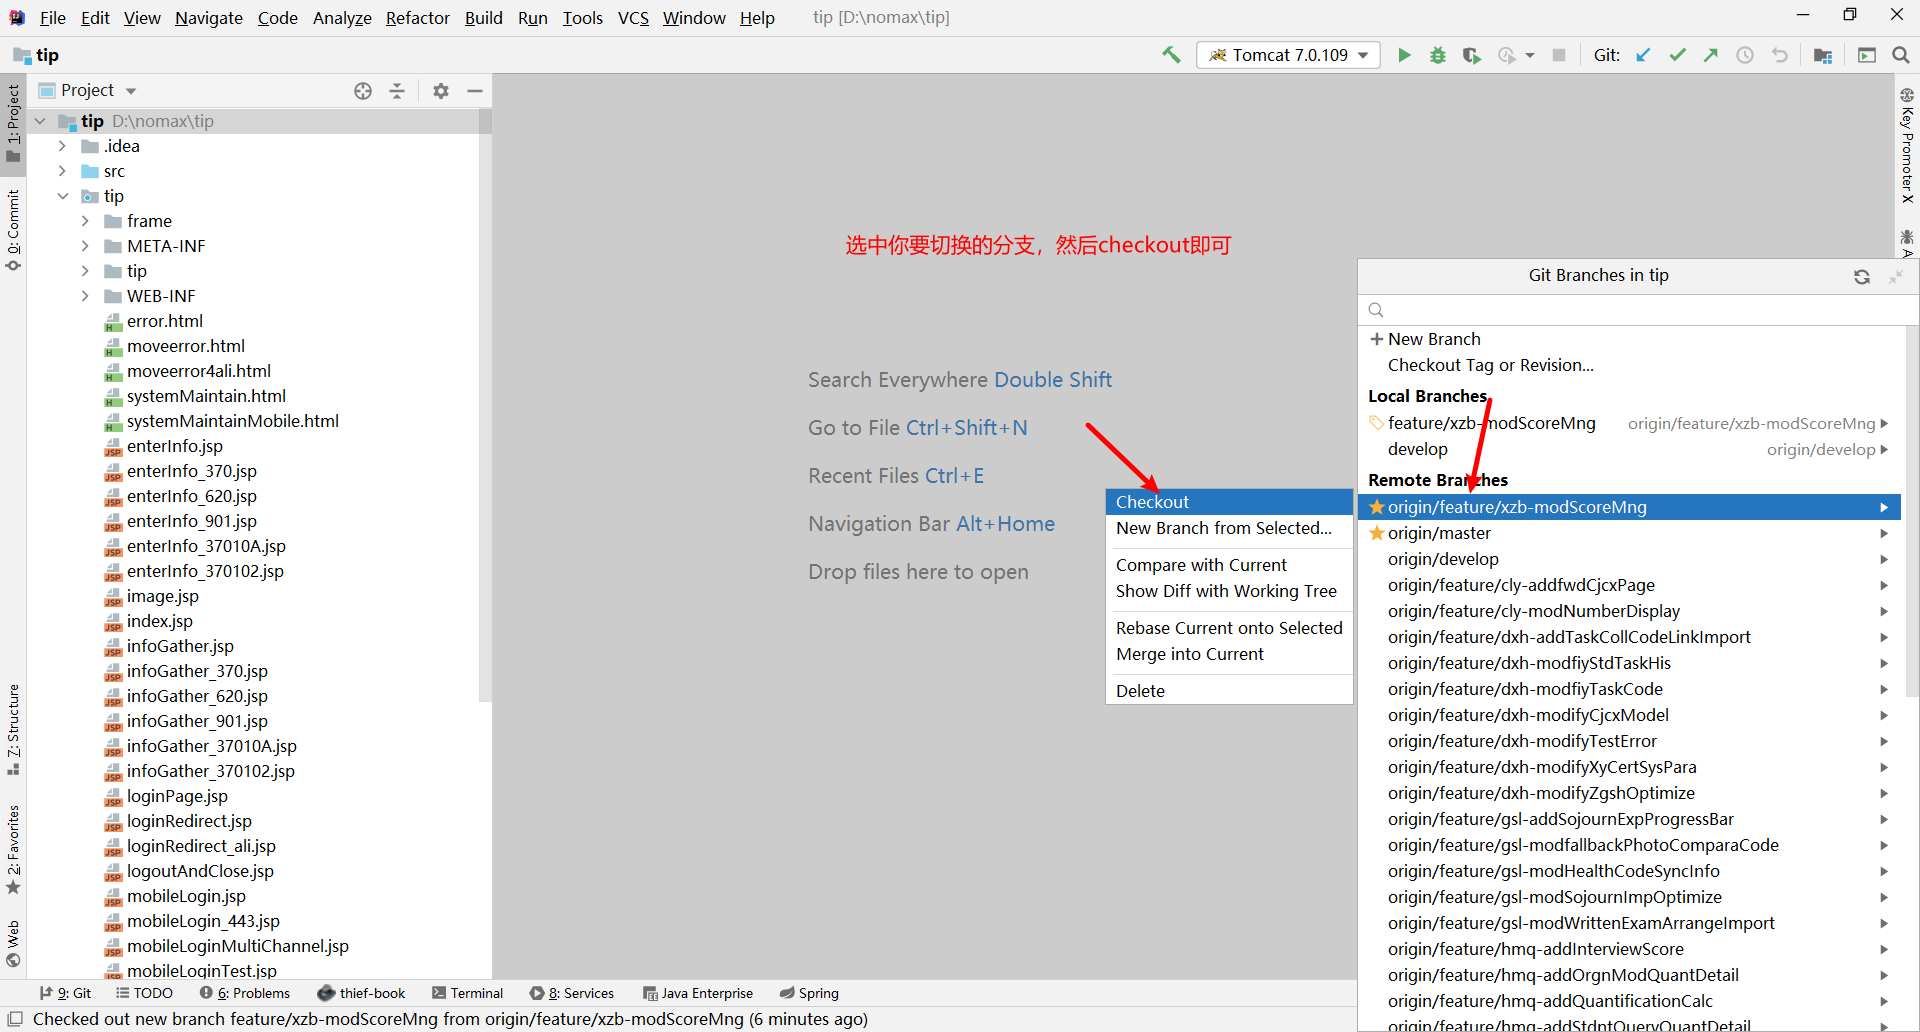 File Edit View Navigate Code Analyze Refactor Build Run Tools VCS Window Help tip [D:\nomax\tip]
tip
Tomcat 7.0.109
Git:
Project
1: Project
0: Commit
7: Structure
2: Favorites
Web
tip D:\nomax\tip
.idea
src
tip
frame
META-INF
tip
WEB-INF
error.html
moveerror.html
moveerror4ali.html
systemMaintain.html
systemMaintainMobile.html
enterInfo.jsp
enterInfo_370.jsp
enterInfo_620.jsp
enterInfo_901.jsp
enterInfo_37010A.jsp
enterInfo_370102.jsp
image.jsp
index.jsp
infoGather.jsp
infoGather_370.jsp
infoGather_620.jsp
infoGather_901.jsp
infoGather_37010A.jsp
infoGather_370102.jsp
loginPage.jsp
loginRedirect.jsp
loginRedirect_ali.jsp
logoutAndClose.jsp
mobileLogin.jsp
mobileLogin_443.jsp
mobileLoginMultiChannel.jsp
mobileLoginTest.jsp
选中你要切换的分支，然后checkout即可
Search Everywhere Double Shift
Go to File Ctrl+Shift+N
Recent Files Ctrl+E
Navigation Bar Alt+Home
Drop files here to open
Checkout
New Branch from Selected...
Compare with Current
Show Diff with Working Tree
Rebase Current onto Selected
Merge into Current
Delete
Key Promoter X
A
Git Branches in tip
New Branch
Checkout Tag or Revision...
Local Branches
feature/xzb-modScoreMng origin/feature/xzb-modScoreMng
develop origin/develop
Remote Branches
origin/feature/xzb-modScoreMng
origin/master
origin/develop
origin/feature/cly-addfwdCjcxPage
origin/feature/cly-modNumberDisplay
origin/feature/dxh-addTaskCollCodeLinkImport
origin/feature/dxh-modfiyStdTaskHis
origin/feature/dxh-modfiyTaskCode
origin/feature/dxh-modifyCjcxModel
origin/feature/dxh-modifyTestError
origin/feature/dxh-modifyXyCertSysPara
origin/feature/dxh-modifyZgshOptimize
origin/feature/gsl-addSojournExpProgressBar
origin/feature/gsl-modfallbackPhotoComparaCode
origin/feature/gsl-modHealthCodeSyncInfo
origin/feature/gsl-modSojournImpOptimize
origin/feature/gsl-modWrittenExamArrangeImport
origin/feature/hmq-addInterviewScore
origin/feature/hmq-addOrgnModQuantDetail
origin/feature/hmq-addQuantificationCalc
origin/feature/hmq-addStdntQueryQuantDetail
9: Git TODO 6: Problems thief-book Terminal 8: Services Java Enterprise Spring
Checked out new branch feature/xzb-modScoreMng from origin/feature/xzb-modScoreMng (6 minutes ago)